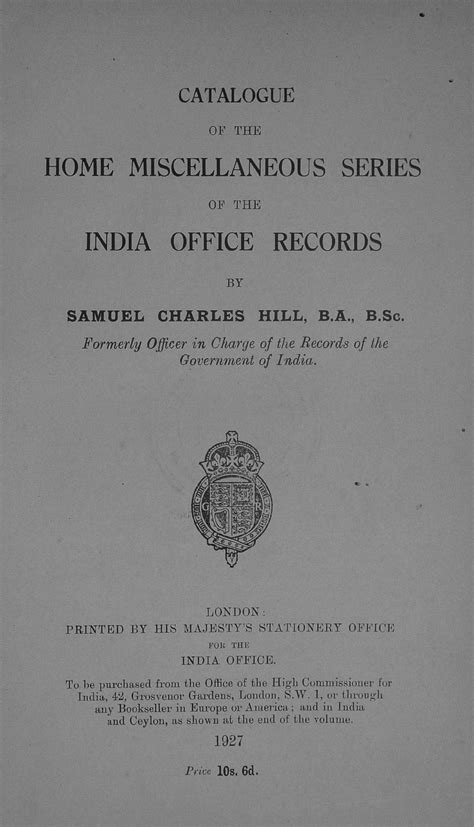 CATALOGUE
OF THE
HOME MISCELLANEOUS SERIES
OF THE
INDIA OFFICE RECORDS
BY
SAMUEL CHARLES HILL, B.A., B.Sc.
Formerly Officer in Charge of the Records of the
Government of India.
G R
LONDON:
PRINTED BY HIS MAJESTY'S STATIONERY OFFICE
FOR THE
INDIA OFFICE.
To be purchased from the Office of the High Commissioner for
India, 42, Grosvenor Gardens, London, S.W. 1, or through
any Bookseller in Europe or America; and in India
and Ceylon, as shown at the end of the volume.
1927
Price 10s. 6d.